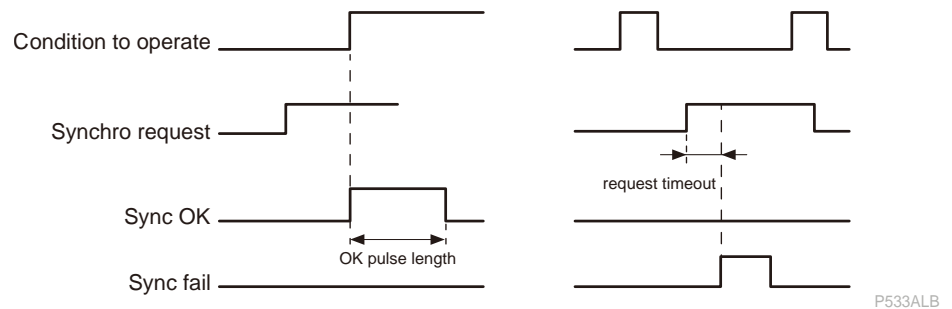 Condition to operate
Synchro request
request timeout
Sync OK
OK pulse length
Sync fail
P533ALB